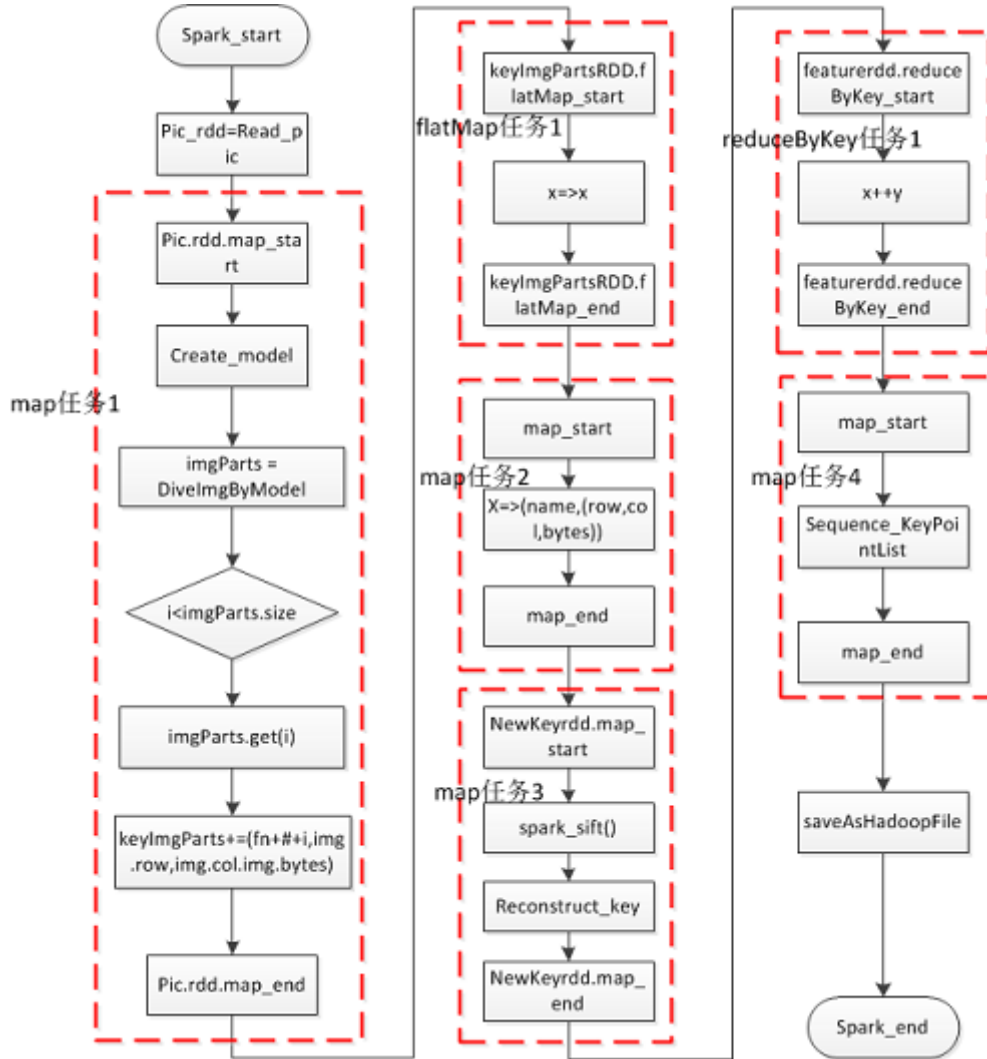 Spark_start
Pic_rdd=Read_p
ic
Pic.rdd.map_sta
rt
Create_model
map任务1
imgParts =
DiveImgByModel
i<imgParts.size
imgParts.get(i)
keyImgParts+=(fn+#+i,img
.row,img.col.img.bytes)
Pic.rdd.map_end
keyImgPartsRDD.f
latMap_start
flatMap任务1
x=>x
keyImgPartsRDD.f
latMap_end
map_start
map任务2
X=>(name,(row,co
l,bytes))
map_end
NewKeyrdd.map_
start
map任务3
spark_sift()
Reconstruct_key
NewKeyrdd.map_
end
featurerdd.reduce
ByKey_start
reduceByKey任务1
x++y
featurerdd.reduce
ByKey_end
map_start
map任务4
Sequence_KeyPoi
ntList
map_end
saveAsHadoopFile
Spark_end